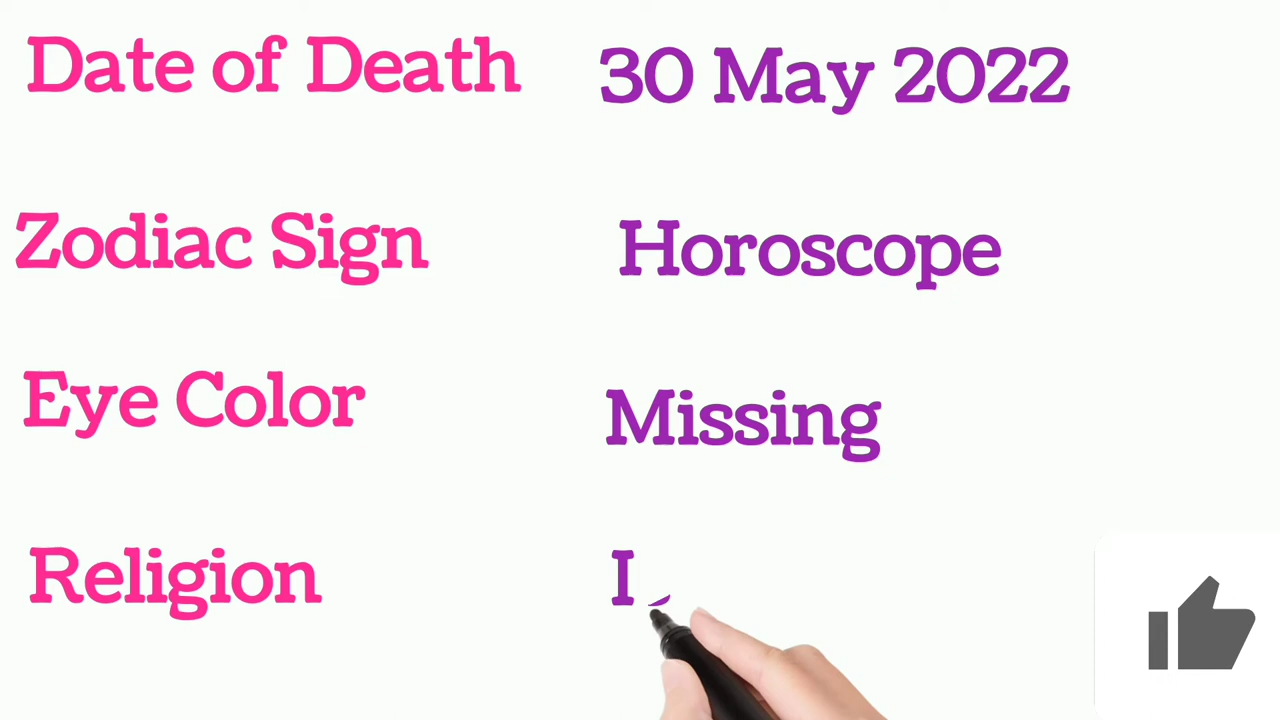 Date of Death 30 May 2022
Zodiac Sign Horoscope
Eye Color Missing
Religion I